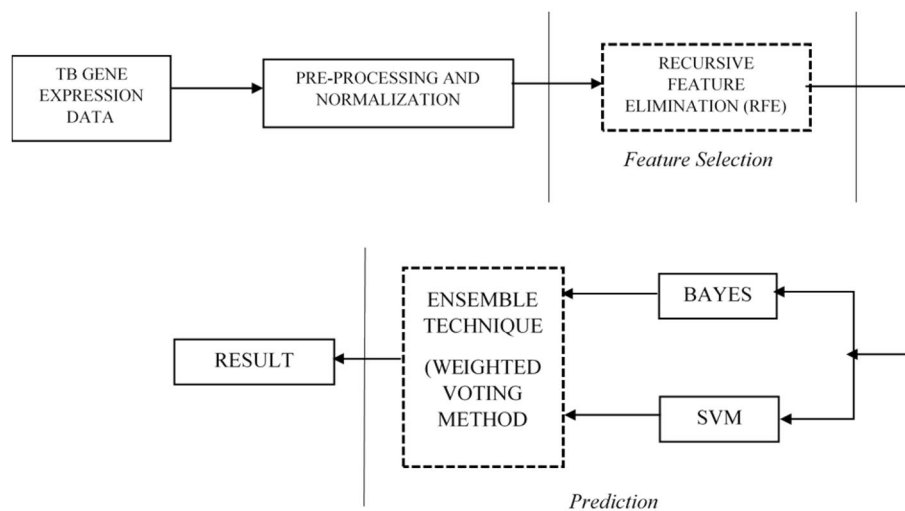 TB GENE
EXPRESSION
DATA
PRE-PROCESSING AND
NORMALIZATION
RECURSIVE
FEATURE
ELIMINATION (RFE)
Feature Selection
ENSEMBLE
TECHNIQUE
(WEIGHTED
VOTING
METHOD
BAYES
SVM
RESULT
Prediction